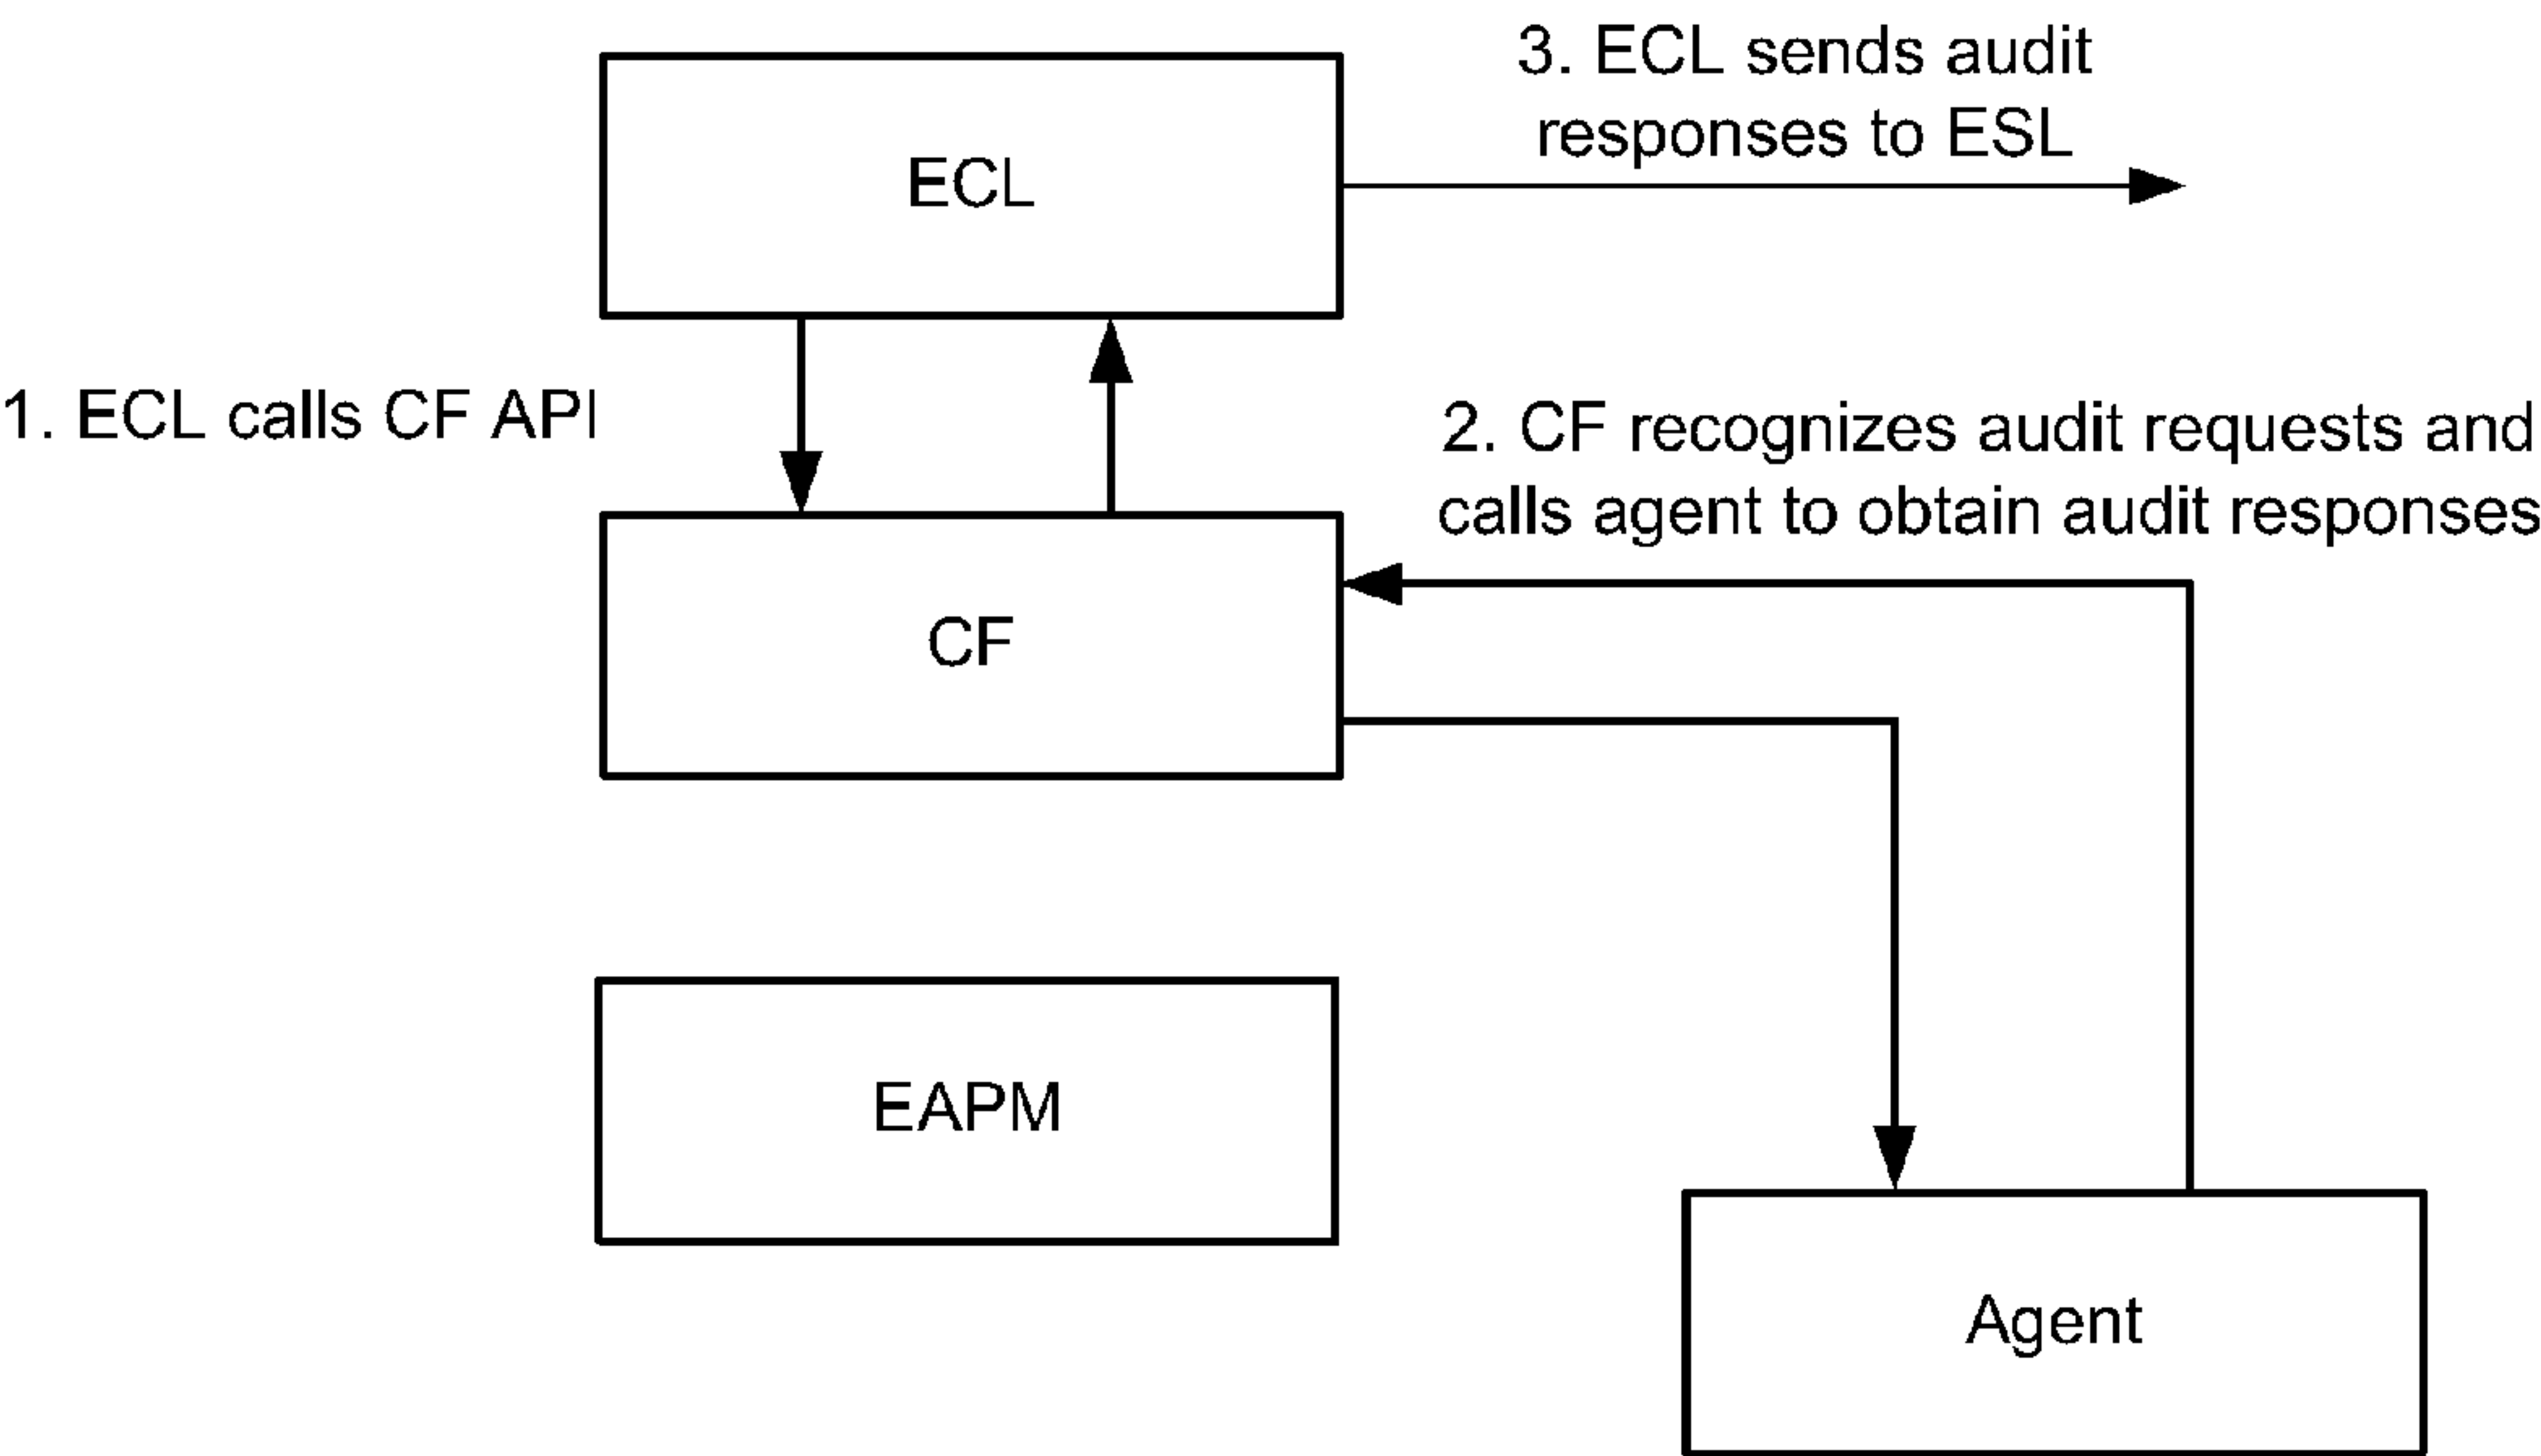 3. ECL sends audit
responses to ESL
ECL
1. ECL calls CF API
2. CF recognizes audit requests and
calls agent to obtain audit responses
CF
EAPM
Agent